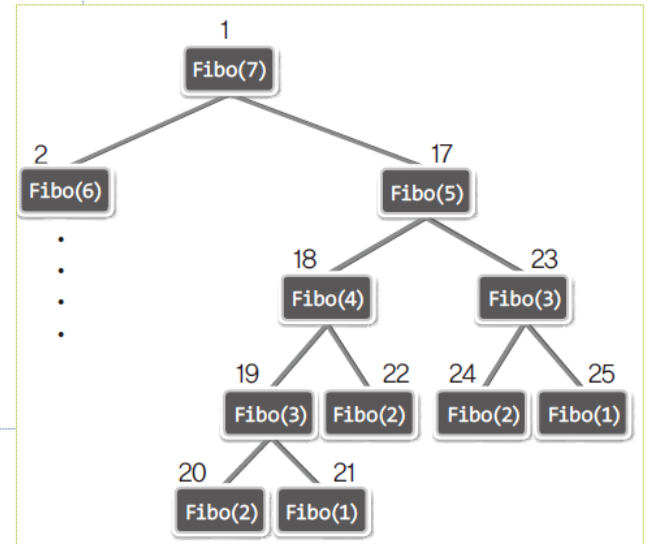 1
Fibo(7)
2
17
Fibo(6)
Fibo(5)
18
23
Fibo(4)
Fibo(3)
19
22
24
25
Fibo(3)
Fibo(2)
Fibo(2)
Fibo(1)
20
21
Fibo(2)
Fibo(1)